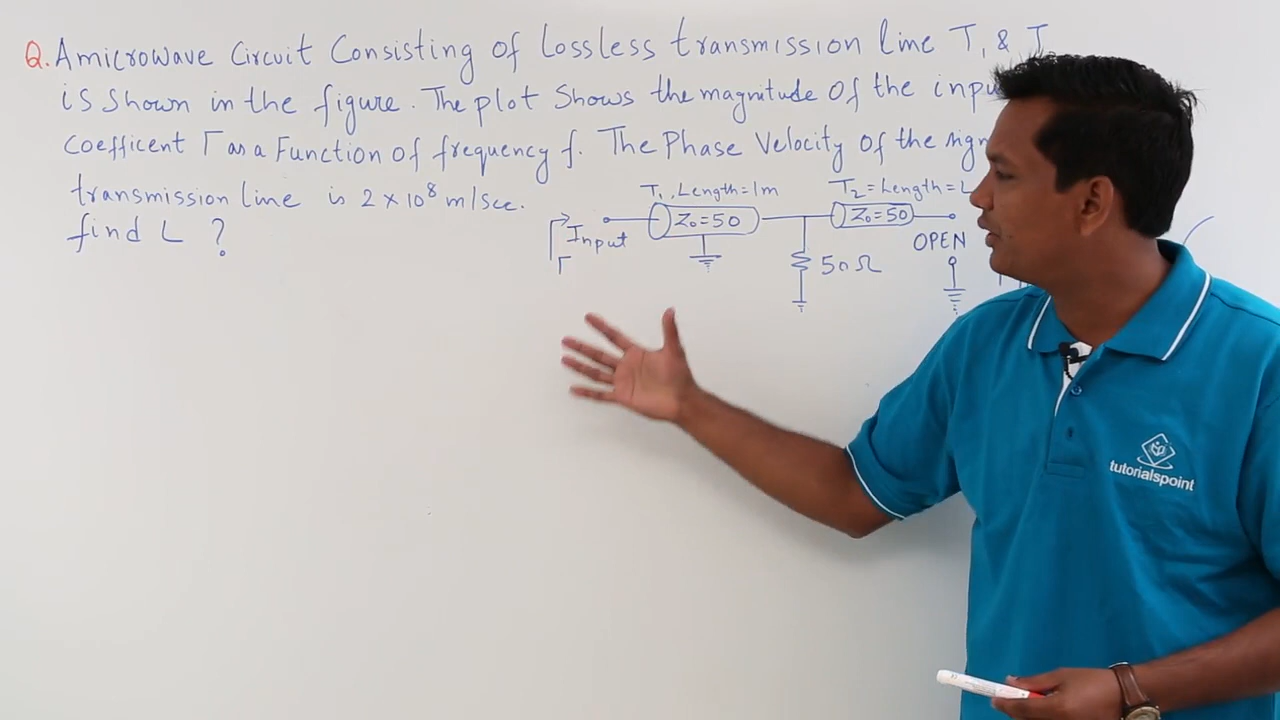 Q. A microwave Circuit Consisting of Lossless transmission line T1 &
is shown in the figure. The plot Shows the magnitude of the
Coefficent Γ as a Function of frequency f. The Phase Velocity of the
transmission line is 2 × 10^8 m/sec.
find L ?
T1, Length = 1m
T2 = Length = L
Z0 = 50
Z0 = 50
Input
Γ
50Ω
OPEN
tutorialspoint